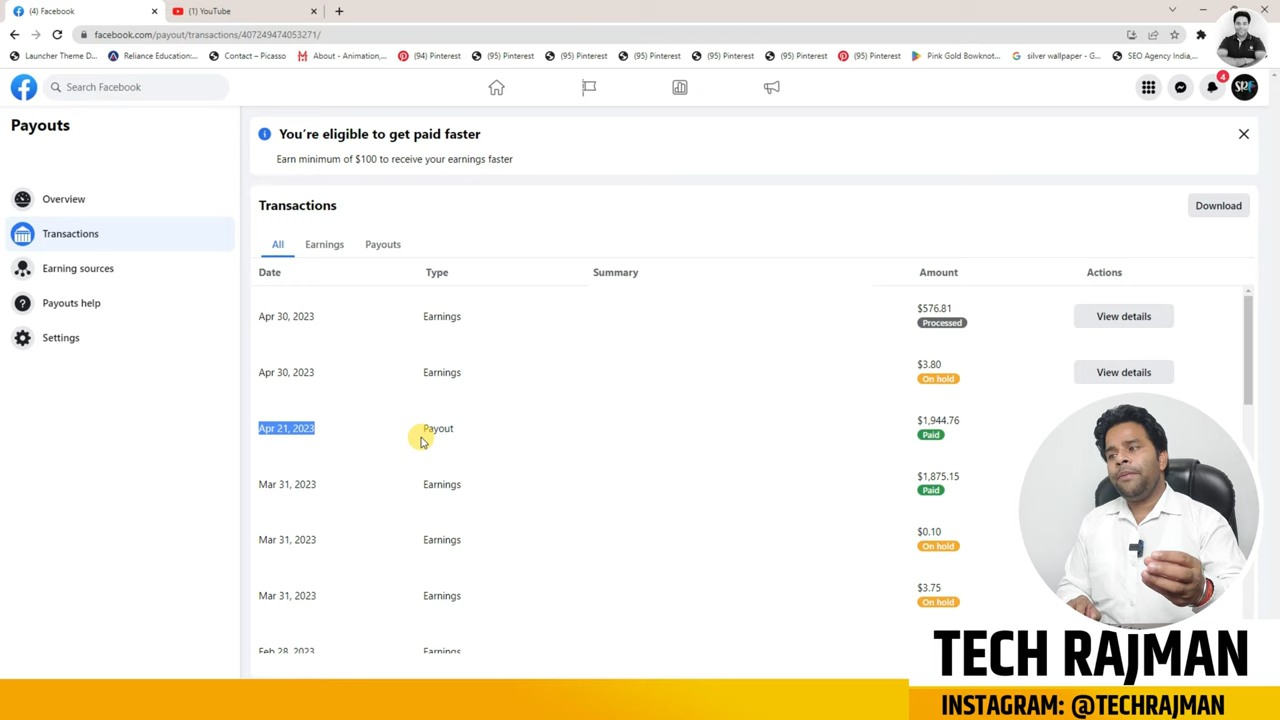 (4) Facebook
(1) YouTube
facebook.com/payout/transactions/407249474053271/
Launcher Theme D...
Reliance Education:...
Contact – Picasso
About - Animation,...
(94) Pinterest
(95) Pinterest
(95) Pinterest
(95) Pinterest
(95) Pinterest
(95) Pinterest
Pink Gold Bowknot...
silver wallpaper - G...
SEO Agency India,...
Search Facebook
4
Payouts
Overview
Transactions
Earning sources
Payouts help
Settings
You're eligible to get paid faster
Earn minimum of $100 to receive your earnings faster
Transactions
Download
All Earnings Payouts
Date Type Summary Amount Actions
Apr 30, 2023 Earnings $576.81 Processed View details
Apr 30, 2023 Earnings $3.80 On hold View details
Apr 21, 2023 Payout $1,944.76 Paid
Mar 31, 2023 Earnings $1,875.15 Paid
Mar 31, 2023 Earnings $0.10 On hold
Mar 31, 2023 Earnings $3.75 On hold
Feb 28, 2023 Earnings
TECH RAJMAN
INSTAGRAM: @TECHRAJMAN